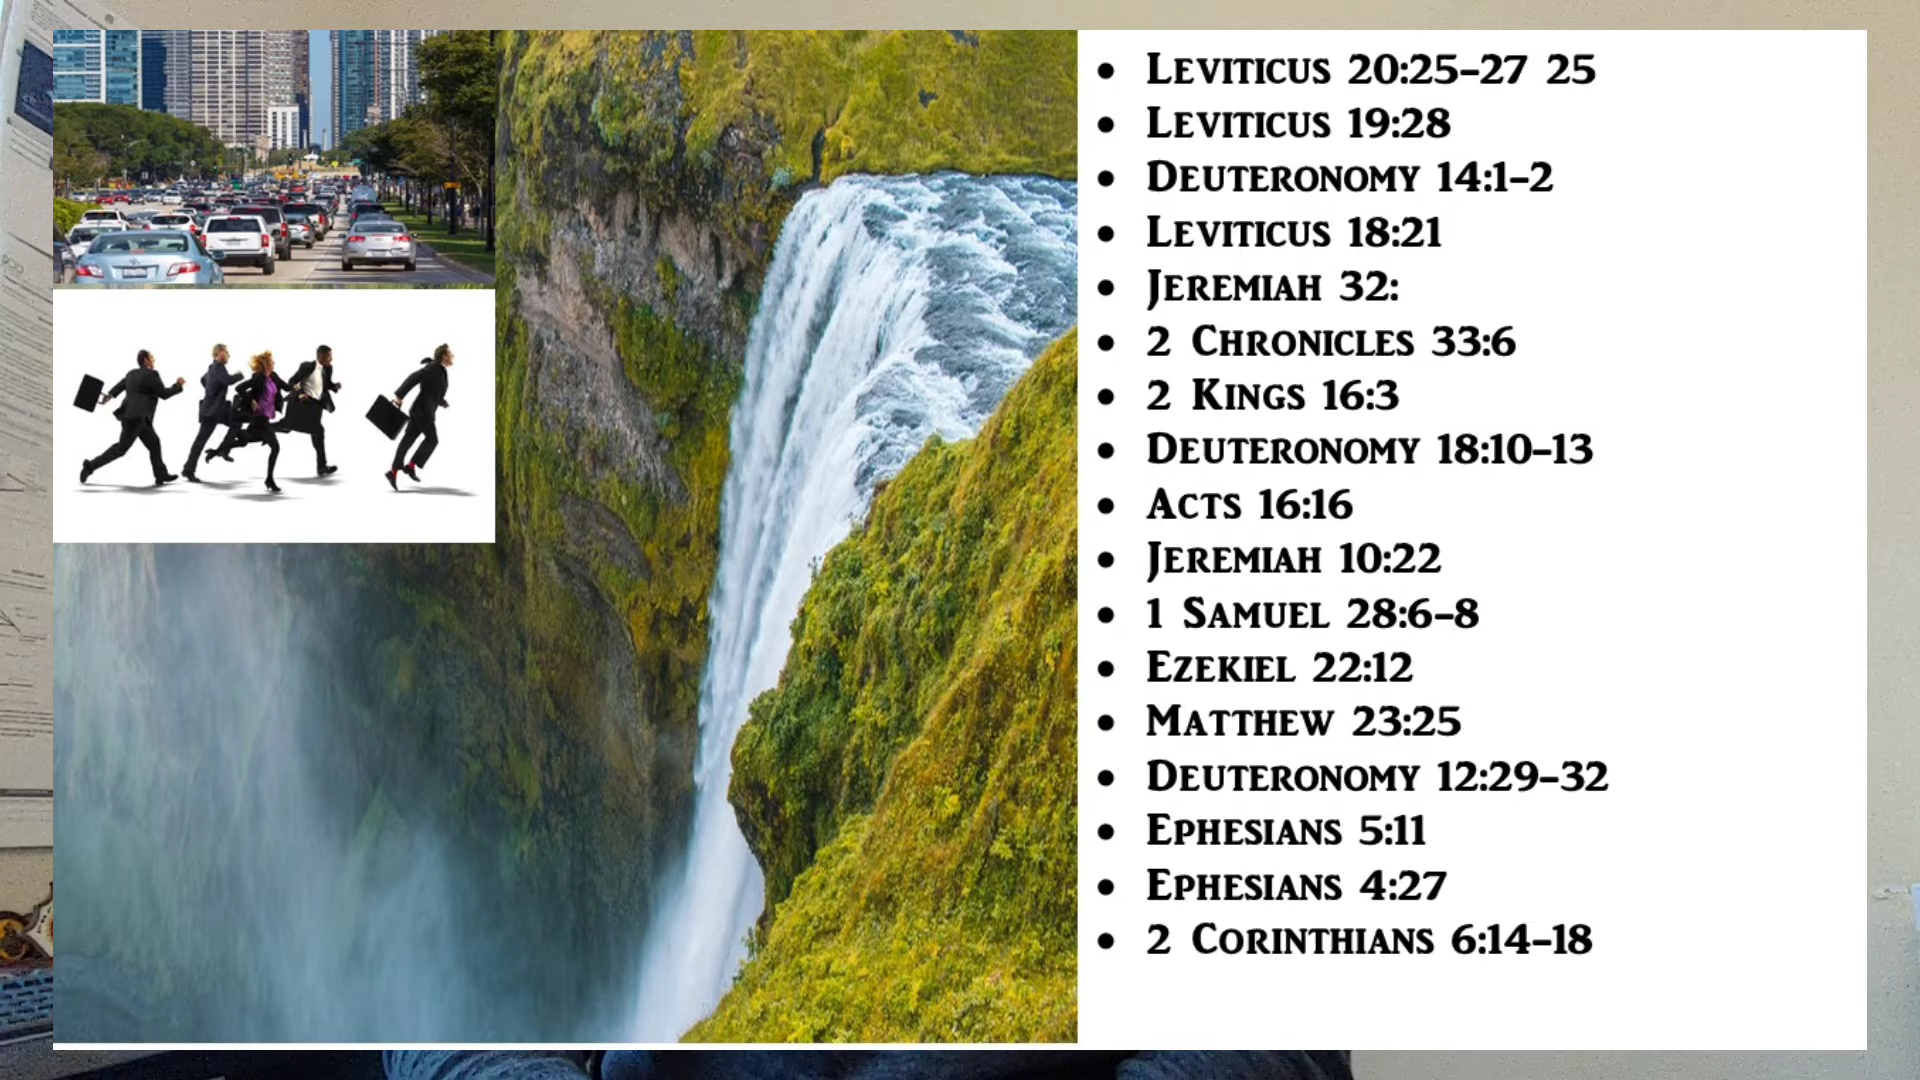 Leviticus 20:25-27 25
Leviticus 19:28
Deuteronomy 14:1-2
Leviticus 18:21
Jeremiah 32:
2 Chronicles 33:6
2 Kings 16:3
Deuteronomy 18:10-13
Acts 16:16
Jeremiah 10:22
1 Samuel 28:6-8
Ezekiel 22:12
Matthew 23:25
Deuteronomy 12:29-32
Ephesians 5:11
Ephesians 4:27
2 Corinthians 6:14-18